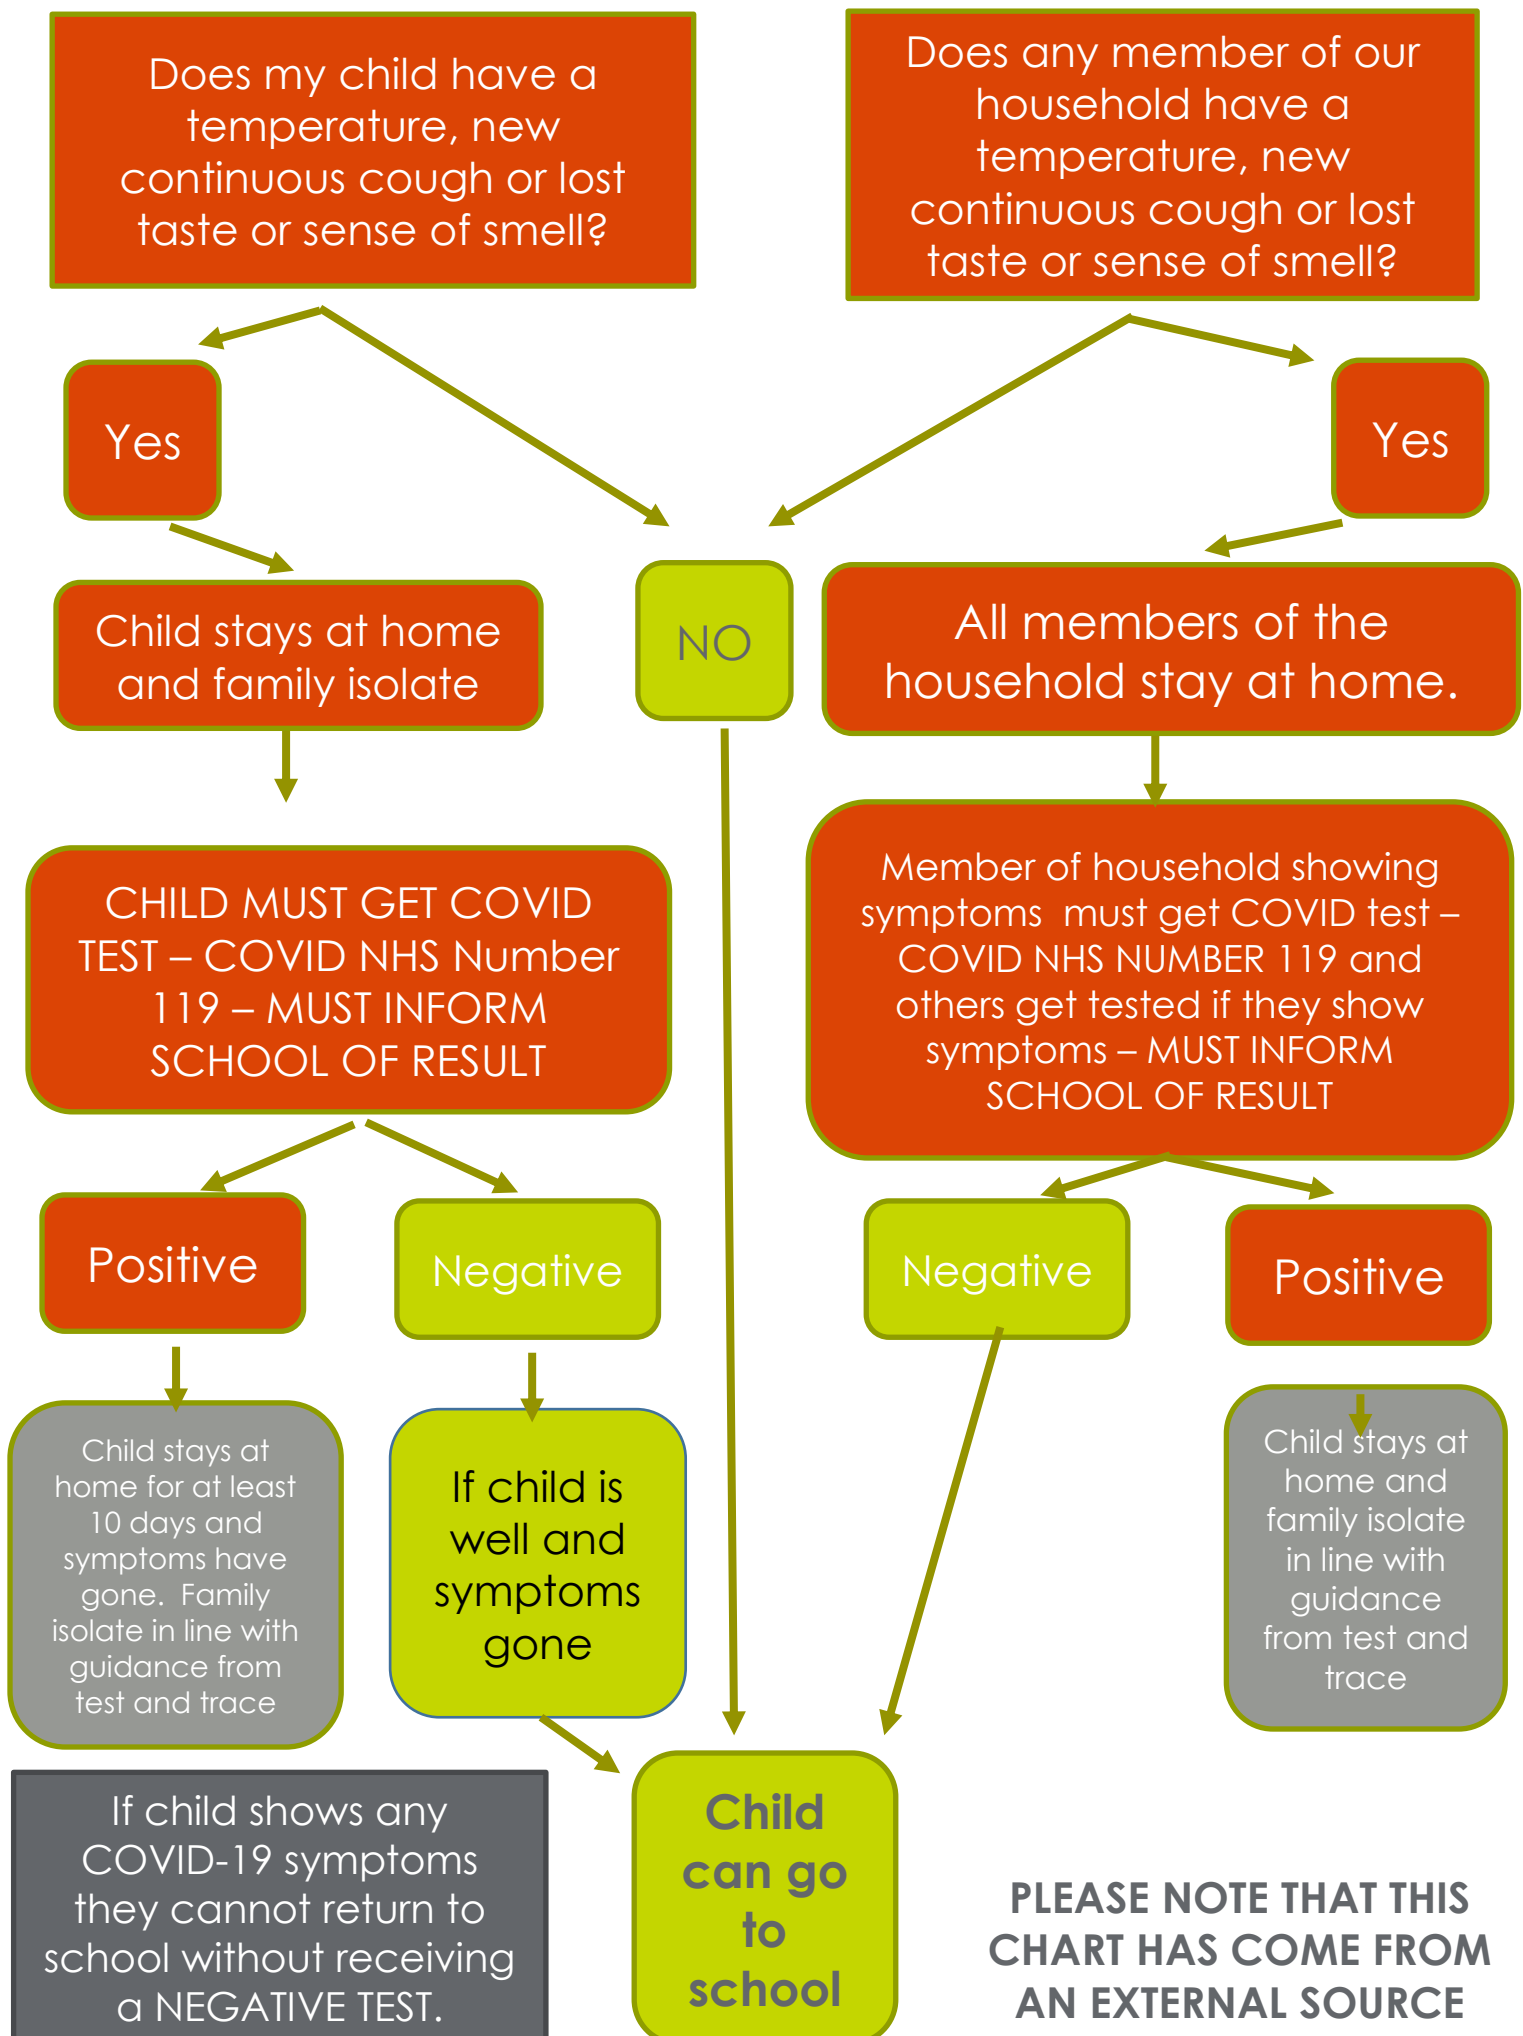 Does my child have a
temperature, new
continuous cough or lost
taste or sense of smell?
Does any member of our
household have a
temperature, new
continuous cough or lost
taste or sense of smell?
Yes
Yes
NO
Child stays at home
and family isolate
All members of the
household stay at home.
CHILD MUST GET COVID
TEST – COVID NHS Number
119 – MUST INFORM
SCHOOL OF RESULT
Member of household showing
symptoms  must get COVID test –
COVID NHS NUMBER 119 and
others get tested if they show
symptoms – MUST INFORM
SCHOOL OF RESULT
Positive
Negative
Negative
Positive
Child stays at
home for at least
10 days and
symptoms have
gone.  Family
isolate in line with
guidance from
test and trace
If child is
well and
symptoms
gone
Child stays at
home and
family isolate
in line with
guidance
from test and
trace
If child shows any
COVID-19 symptoms
they cannot return to
school without receiving
a NEGATIVE TEST.
Child
can go
to
school
PLEASE NOTE THAT THIS
CHART HAS COME FROM
AN EXTERNAL SOURCE